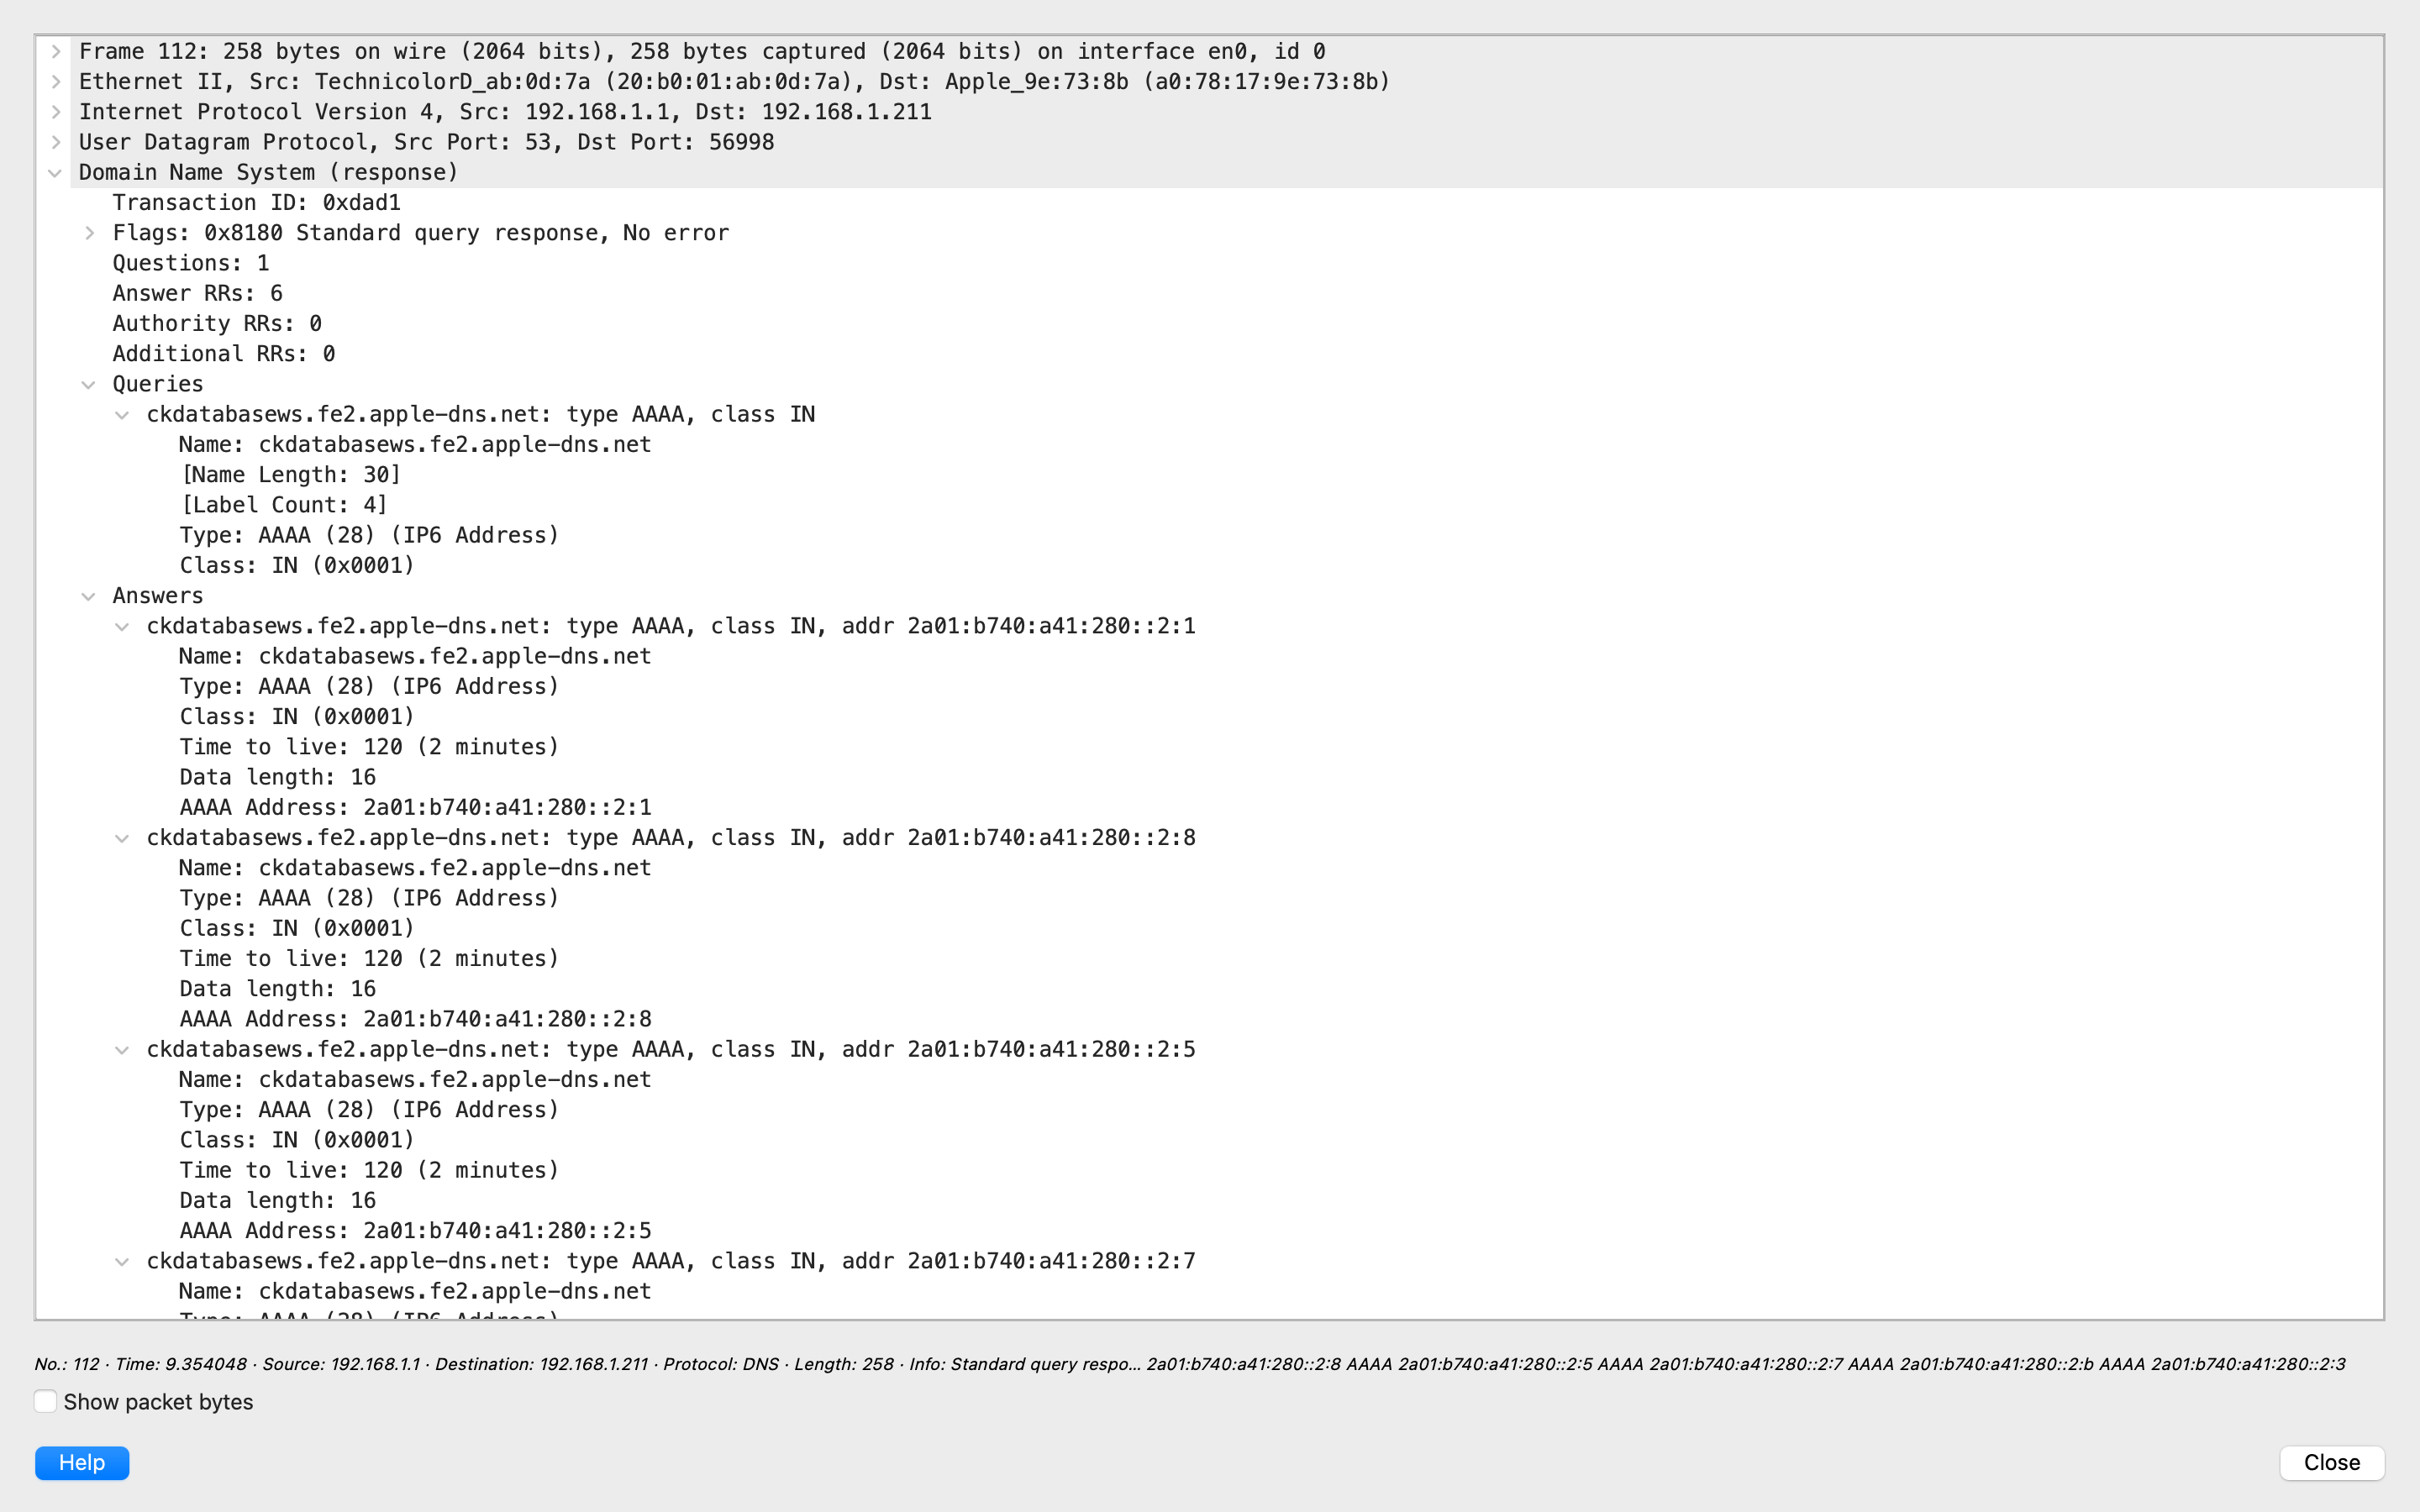 Frame 112: 258 bytes on wire (2064 bits), 258 bytes captured (2064 bits) on interface en0, id 0
Ethernet II, Src: TechnicolorD_ab:0d:7a (20:b0:01:ab:0d:7a), Dst: Apple_9e:73:8b (a0:78:17:9e:73:8b)
Internet Protocol Version 4, Src: 192.168.1.1, Dst: 192.168.1.211
User Datagram Protocol, Src Port: 53, Dst Port: 56998
Domain Name System (response)
Transaction ID: 0xdad1
Flags: 0x8180 Standard query response, No error
Questions: 1
Answer RRs: 6
Authority RRs: 0
Additional RRs: 0
Queries
ckdatabasews.fe2.apple-dns.net: type AAAA, class IN
Name: ckdatabasews.fe2.apple-dns.net
[Name Length: 30]
[Label Count: 4]
Type: AAAA (28) (IP6 Address)
Class: IN (0x0001)
Answers
ckdatabasews.fe2.apple-dns.net: type AAAA, class IN, addr 2a01:b740:a41:280::2:1
Name: ckdatabasews.fe2.apple-dns.net
Type: AAAA (28) (IP6 Address)
Class: IN (0x0001)
Time to live: 120 (2 minutes)
Data length: 16
AAAA Address: 2a01:b740:a41:280::2:1
ckdatabasews.fe2.apple-dns.net: type AAAA, class IN, addr 2a01:b740:a41:280::2:8
Name: ckdatabasews.fe2.apple-dns.net
Type: AAAA (28) (IP6 Address)
Class: IN (0x0001)
Time to live: 120 (2 minutes)
Data length: 16
AAAA Address: 2a01:b740:a41:280::2:8
ckdatabasews.fe2.apple-dns.net: type AAAA, class IN, addr 2a01:b740:a41:280::2:5
Name: ckdatabasews.fe2.apple-dns.net
Type: AAAA (28) (IP6 Address)
Class: IN (0x0001)
Time to live: 120 (2 minutes)
Data length: 16
AAAA Address: 2a01:b740:a41:280::2:5
ckdatabasews.fe2.apple-dns.net: type AAAA, class IN, addr 2a01:b740:a41:280::2:7
Name: ckdatabasews.fe2.apple-dns.net
Type: AAAA (28) (IP6 Address)
No.: 112 · Time: 9.354048 · Source: 192.168.1.1 · Destination: 192.168.1.211 · Protocol: DNS · Length: 258 · Info: Standard query respo… 2a01:b740:a41:280::2:8 AAAA 2a01:b740:a41:280::2:5 AAAA 2a01:b740:a41:280::2:7 AAAA 2a01:b740:a41:280::2:b AAAA 2a01:b740:a41:280::2:3
Show packet bytes
Help
Close